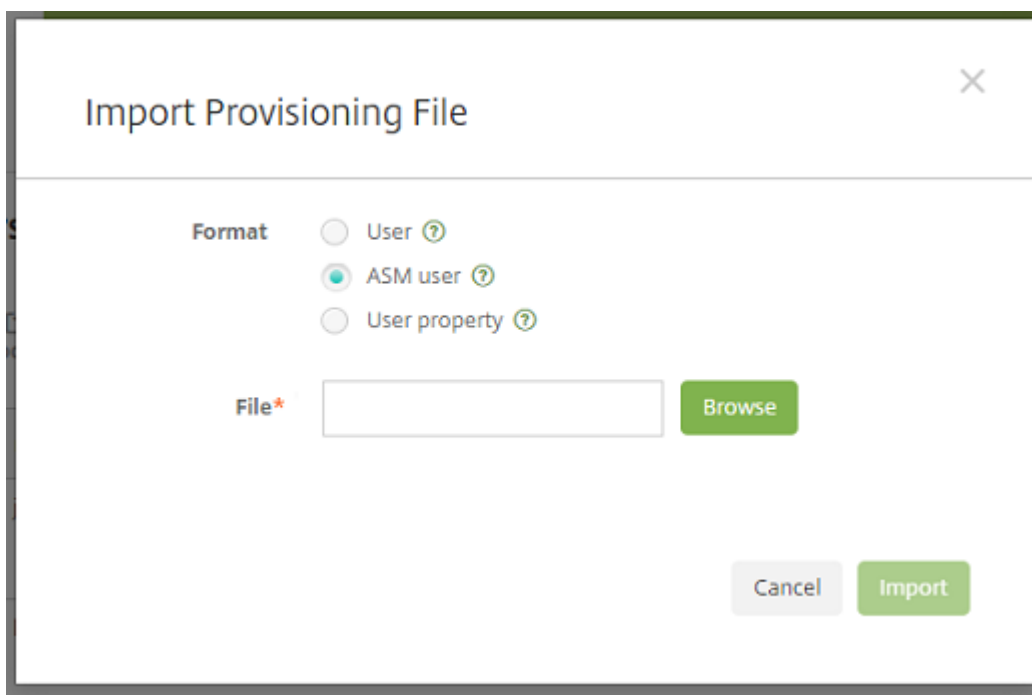 Import Provisioning File
Format
User ?
ASM user ?
User property ?
File*
Browse
Cancel
Import